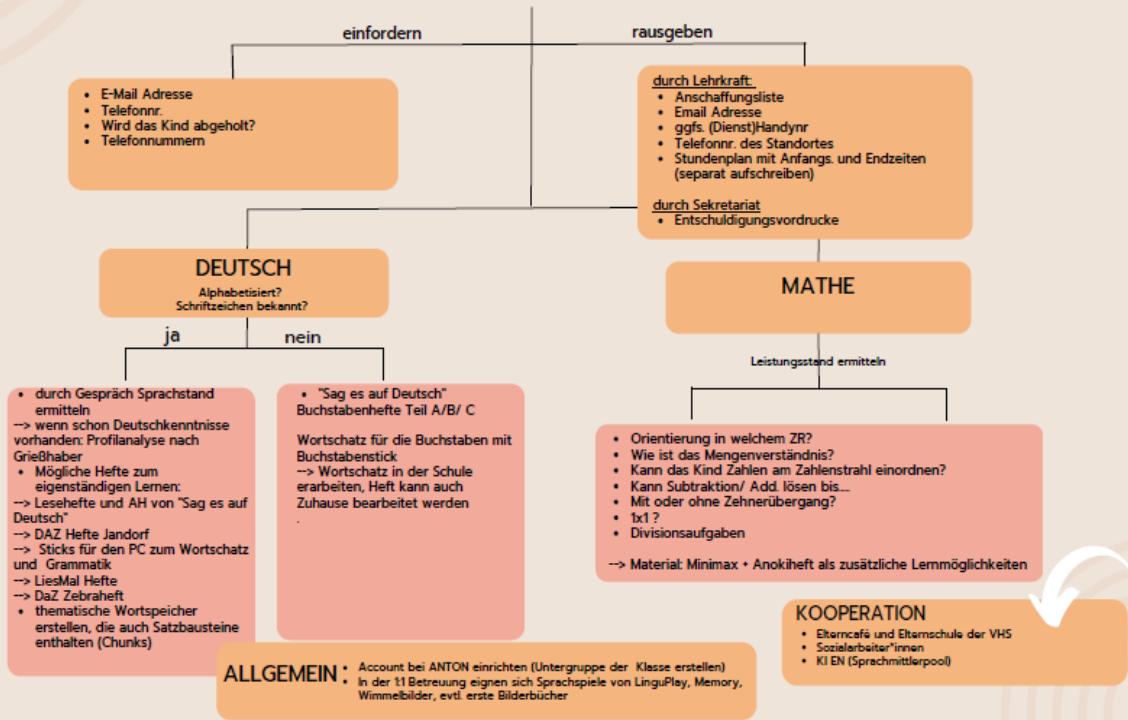 einfordern
rausgeben
• E-Mail Adresse
• Telefonnr.
• Wird das Kind abgeholt?
• Telefonnummern
durch Lehrkraft:
• Anschaffungsliste
• Email Adresse
• ggfs. (Dienst)Handynr
• Telefonnr. des Standortes
• Stundenplan mit Anfangs. und Endzeiten
(separat aufschreiben)
durch Sekretariat
• Entschuldigungsvordrucke
DEUTSCH
Alphabetisiert?
Schriftzeichen bekannt?
ja
nein
• durch Gespräch Sprachstand
ermitteln
--> wenn schon Deutschkenntnisse
vorhanden: Profilanalyse nach
Grießhaber
• Mögliche Hefte zum
eigenständigen Lernen:
--> Lesehefte und AH von "Sag es auf
Deutsch"
--> DAZ Hefte Jandorf
--> Sticks für den PC zum Wortschatz
und Grammatik
--> LiesMal Hefte
--> DaZ Zebraheft
• thematische Wortspeicher
erstellen, die auch Satzbausteine
enthalten (Chunks)
• "Sag es auf Deutsch"
Buchstabenhefte Teil A/B/ C
Wortschatz für die Buchstaben mit
Buchstabenstick
--> Wortschatz in der Schule
erarbeiten, Heft kann auch
Zuhause bearbeitet werden
.
MATHE
Leistungsstand ermitteln
• Orientierung in welchem ZR?
• Wie ist das Mengenverständnis?
• Kann das Kind Zahlen am Zahlenstrahl einordnen?
• Kann Subtraktion/ Add. lösen bis....
• Mit oder ohne Zehnerübergang?
• 1x1 ?
• Divisionsaufgaben
--> Material: Minimax + Anokiheft als zusätzliche Lernmöglichkeiten
KOOPERATION
• Elterncafé und Elternschule der VHS
• Sozialarbeiter*innen
• KI EN (Sprachmittlerpool)
ALLGEMEIN :
Account bei ANTON einrichten (Untergruppe der Klasse erstellen)
In der 1:1 Betreuung eignen sich Sprachspiele von LinguPlay, Memory,
Wimmelbilder, evtl. erste Bilderbücher